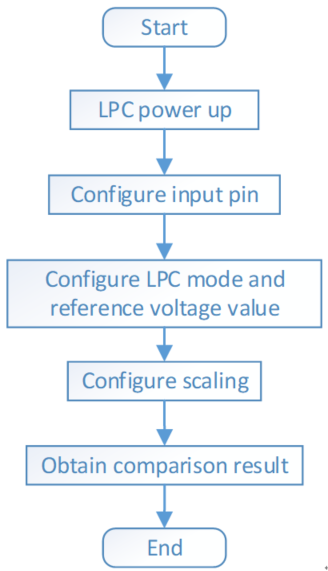 Start
LPC power up
Configure input pin
Configure LPC mode and
reference voltage value
Configure scaling
Obtain comparison result
End